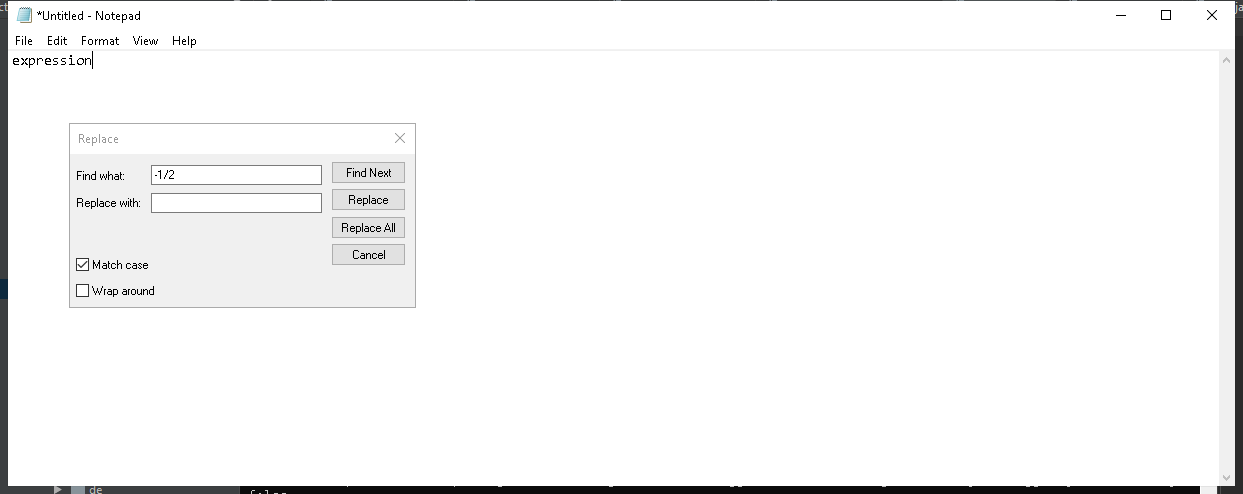 *Untitled - Notepad
File Edit Format View Help
expression
Replace
Find what: -1/2 Find Next
Replace with: Replace
Replace All
Cancel
Match case
Wrap around
de